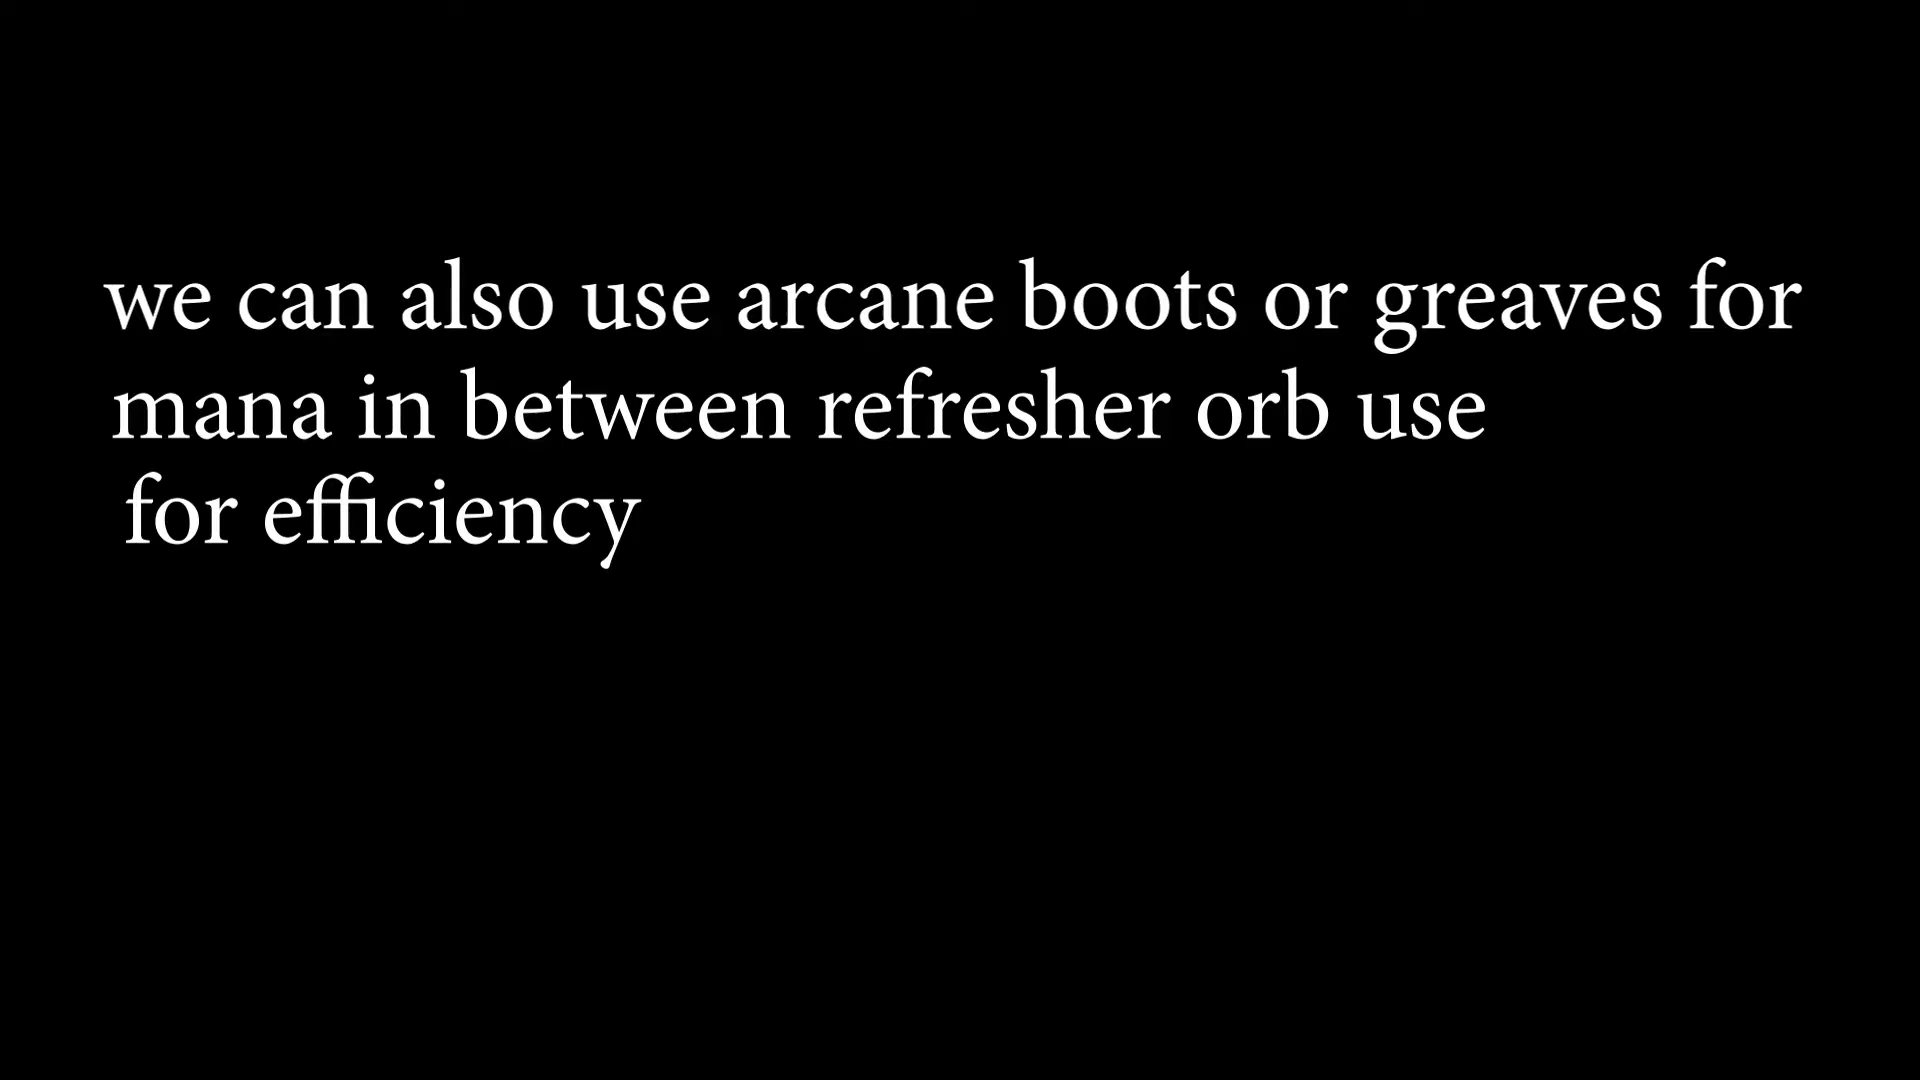 we can also use arcane boots or greaves for
mana in between refresher orb use
for efficiency